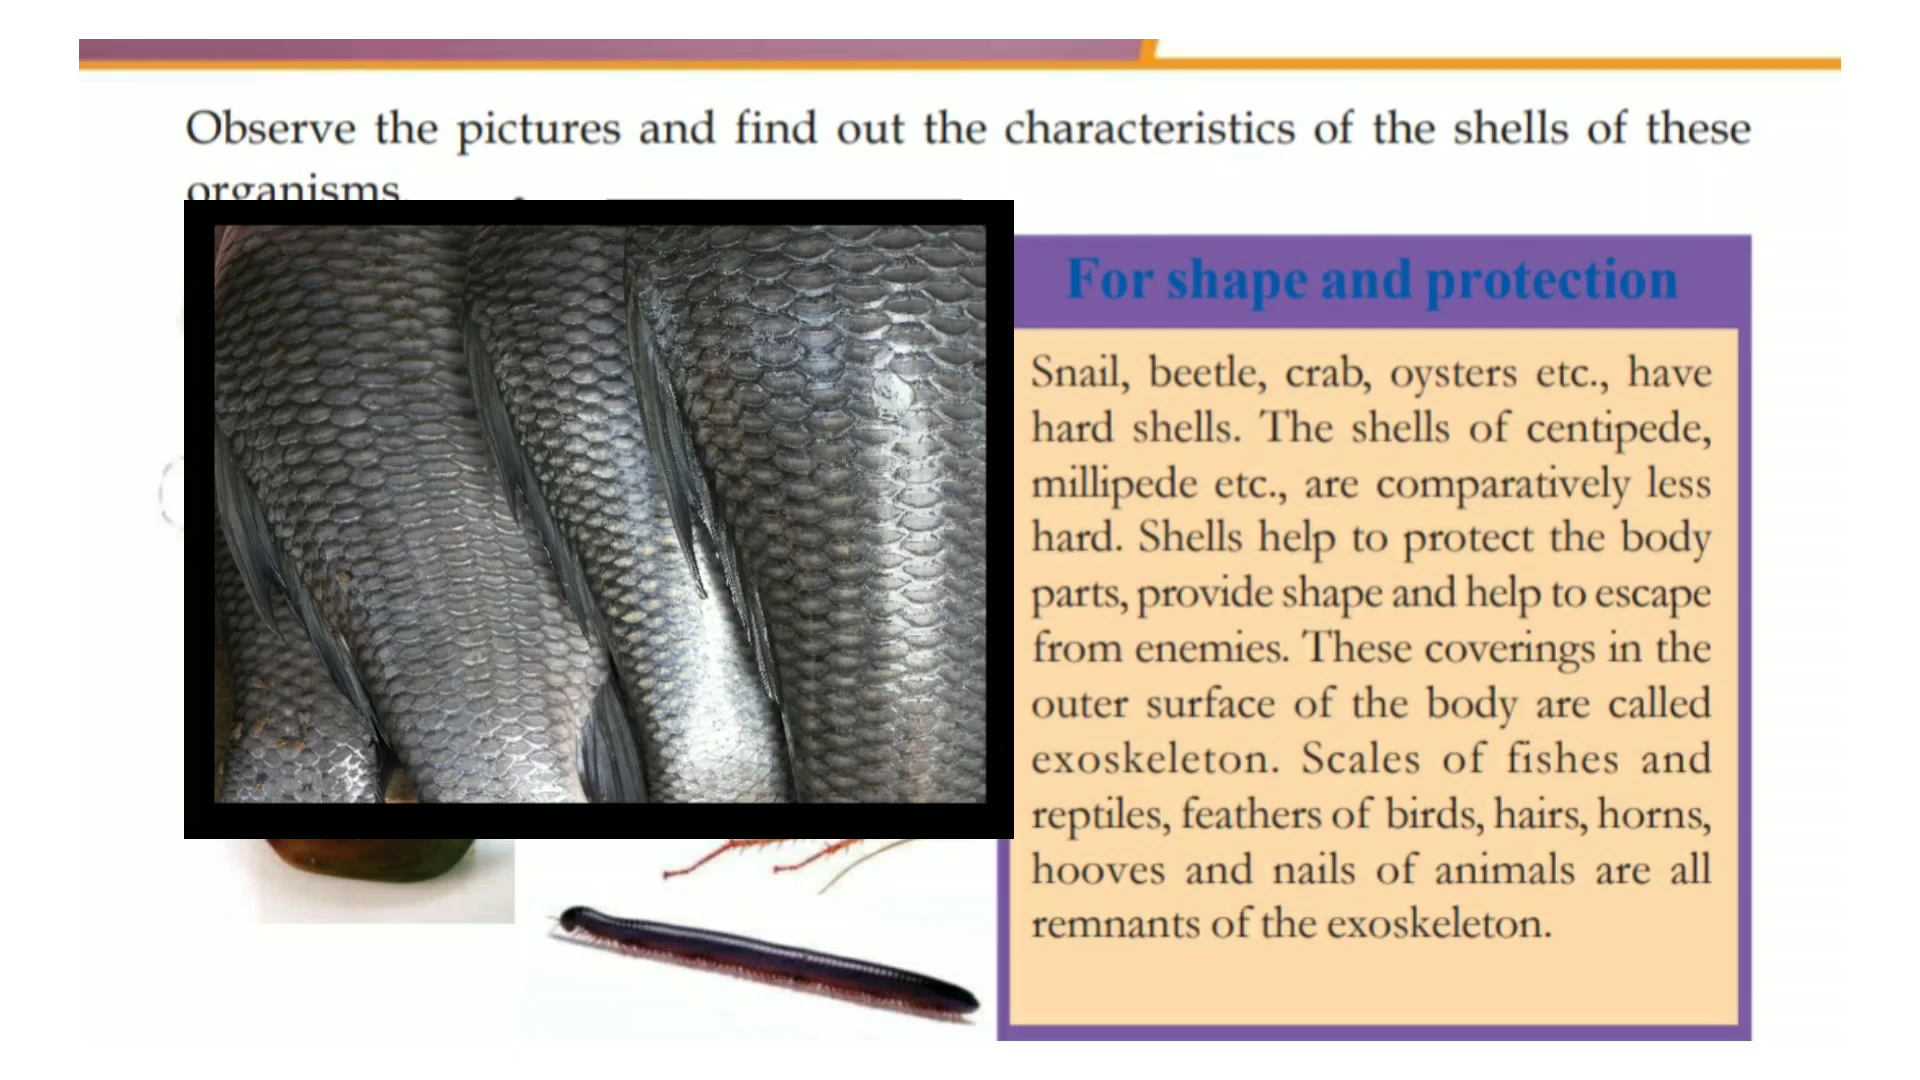 Observe the pictures and find out the characteristics of the shells of these
organisms.
For shape and protection
Snail, beetle, crab, oysters etc., have
hard shells. The shells of centipede,
millipede etc., are comparatively less
hard. Shells help to protect the body
parts, provide shape and help to escape
from enemies. These coverings in the
outer surface of the body are called
exoskeleton. Scales of fishes and
reptiles, feathers of birds, hairs, horns,
hooves and nails of animals are all
remnants of the exoskeleton.